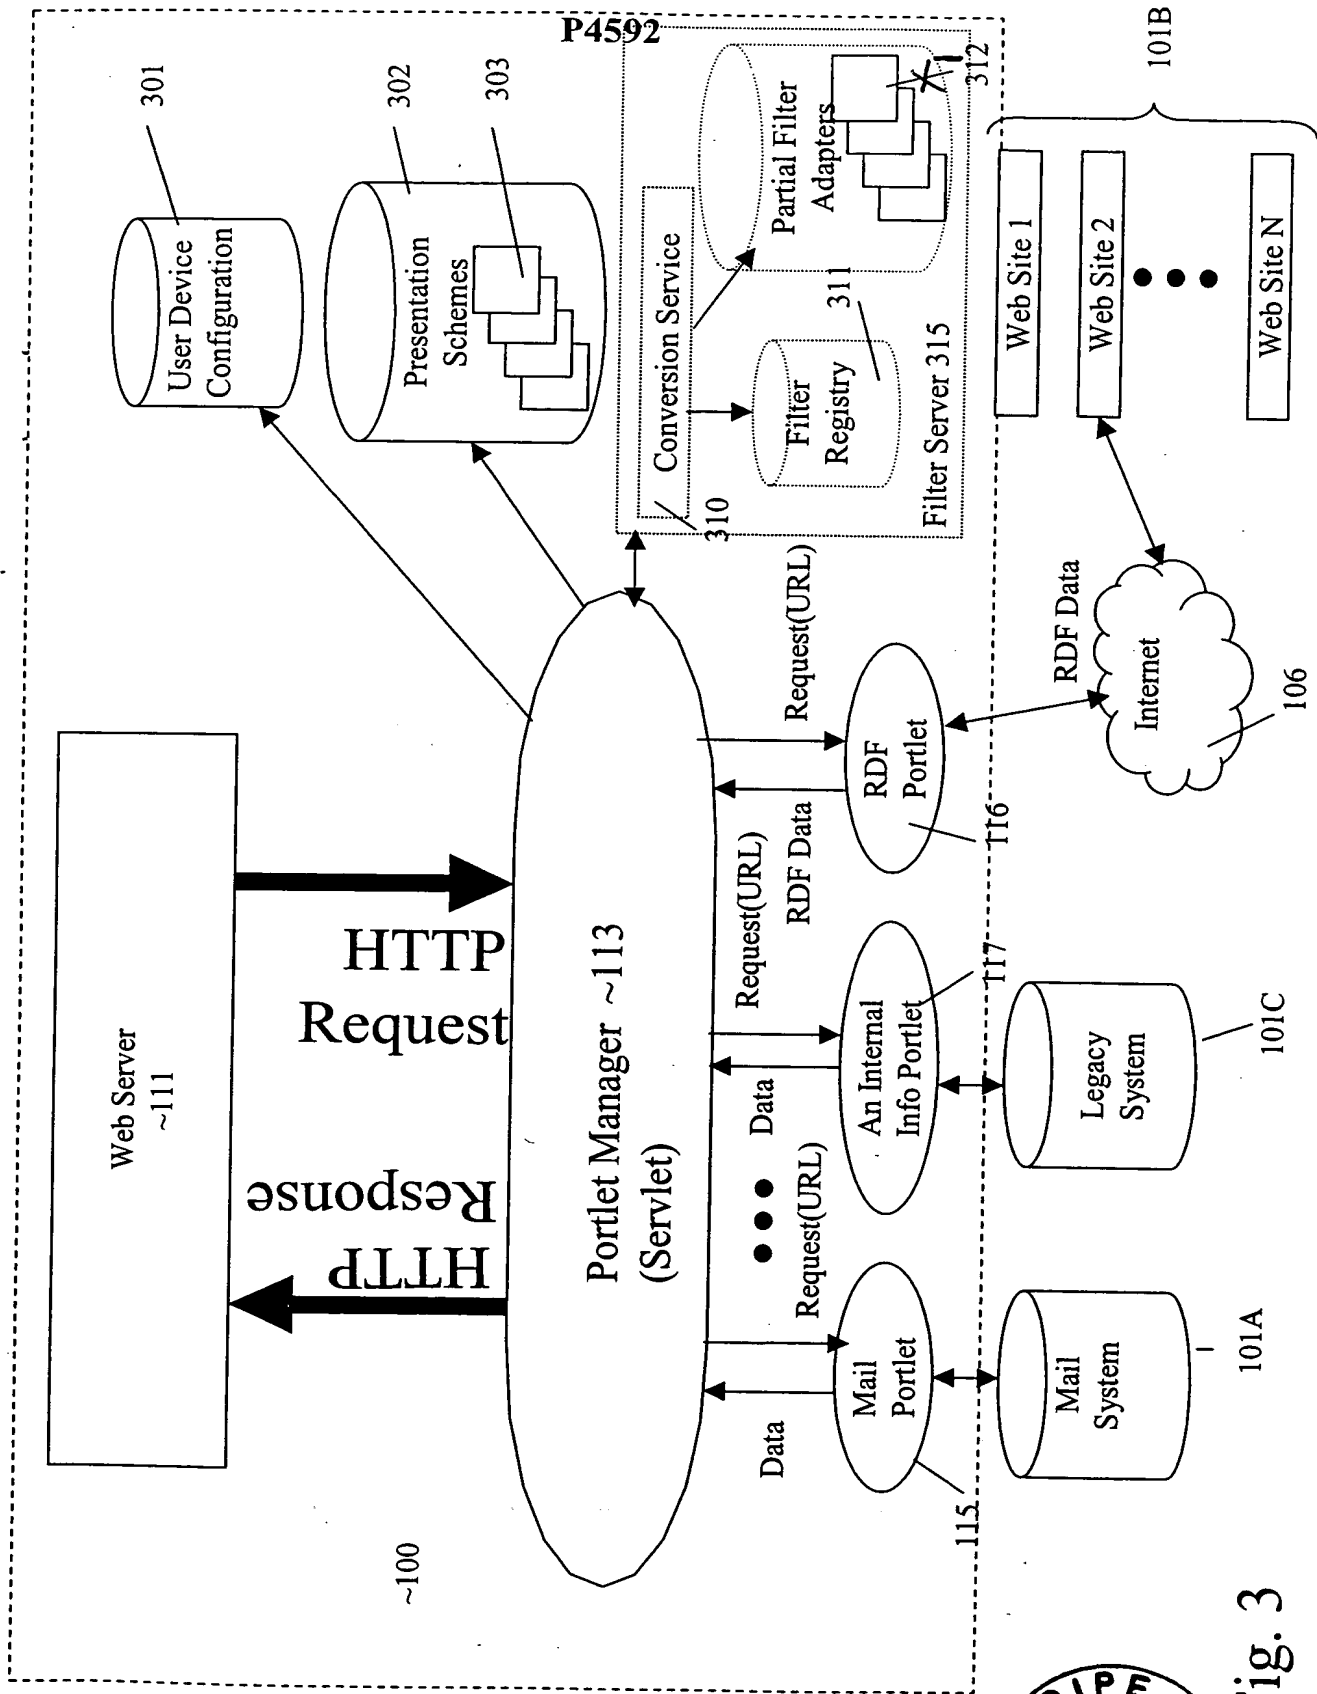 P4592
301
302
303
User Device
Configuration
Presentation
Schemes
Conversion Service
310
Partial Filter
Adapters
312
311
Filter
Registry
Filter Server 315
Web Server
~111
HTTP
Request
HTTP
Response
~100
Portlet Manager ~113
(Servlet)
Data
Request(URL)
Data
Request(URL)
RDF Data
Request(URL)
Mail
Portlet
115
An Internal
Info Portlet
117
RDF
Portlet
116
Mail
System
101A
Legacy
System
101C
RDF Data
Internet
106
Web Site 1
Web Site 2
Web Site N
101B
ig. 3
I P E